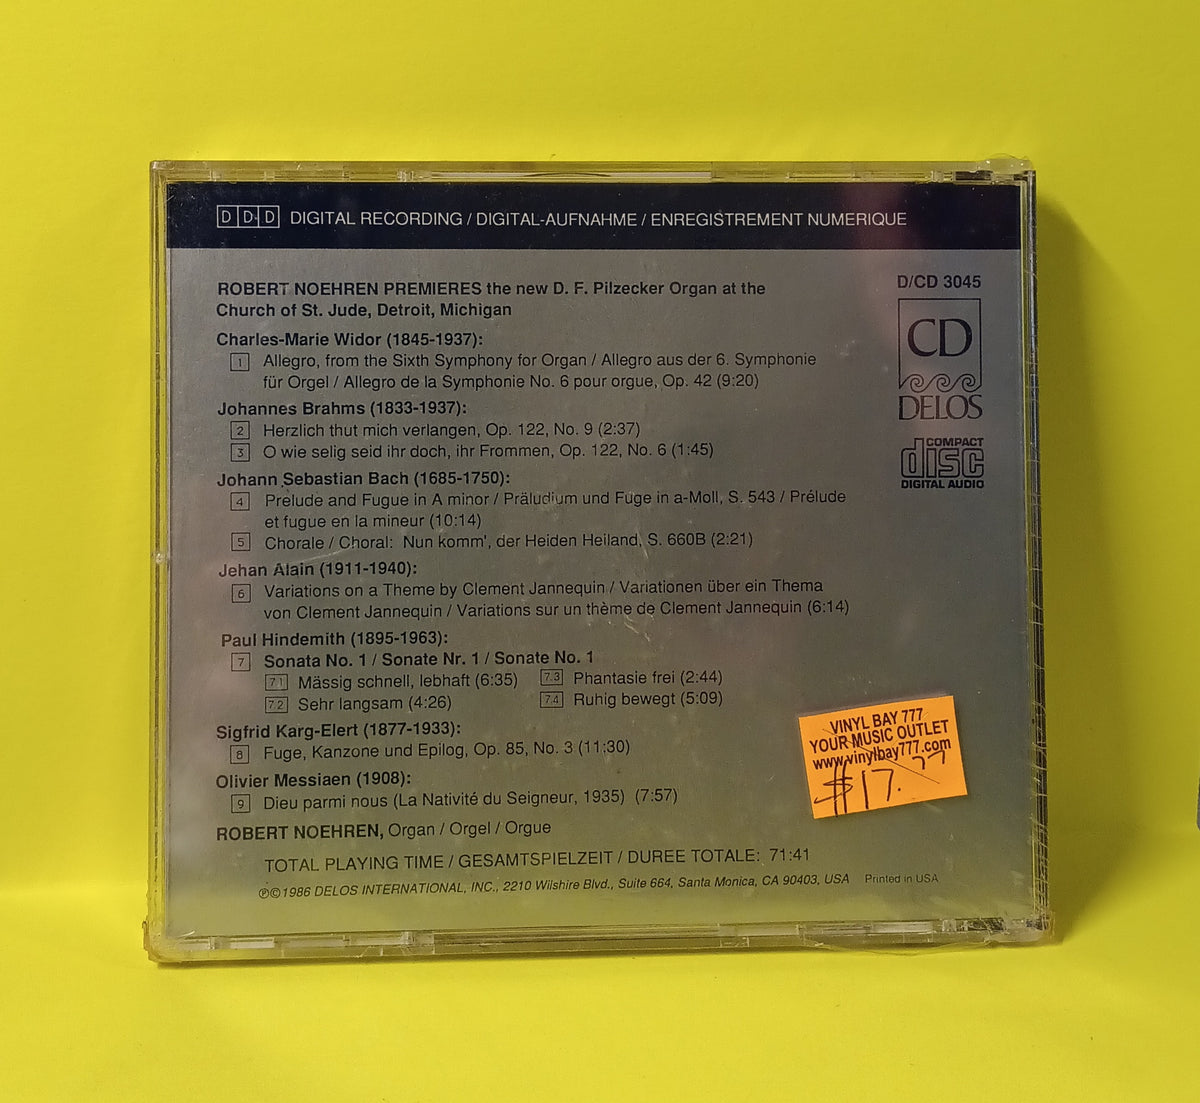 DDD DIGITAL RECORDING / DIGITAL-AUFNAHME / ENREGISTREMENT NUMERIQUE
ROBERT NOEHREN PREMIERES the new D. F. Pilzecker Organ at the
Church of St. Jude, Detroit, Michigan
D/CD 3045
CD
DELOS
COMPACT
disc
DIGITAL AUDIO
Charles-Marie Widor (1845-1937):
1 Allegro, from the Sixth Symphony for Organ / Allegro aus der 6. Symphonie
für Orgel / Allegro de la Symphonie No. 6 pour orgue, Op. 42 (9:20)
Johannes Brahms (1833-1937):
2 Herzlich thut mich verlangen, Op. 122, No. 9 (2:37)
3 O wie selig seid ihr doch, ihr Frommen, Op. 122, No. 6 (1:45)
Johann Sebastian Bach (1685-1750):
4 Prelude and Fugue in A minor / Präludium und Fuge in a-Moll, S. 543 / Prélude
et fugue en la mineur (10:14)
5 Chorale / Choral: Nun komm', der Heiden Heiland, S. 660B (2:21)
Jehan Alain (1911-1940):
6 Variations on a Theme by Clement Jannequin / Variationen über ein Thema
von Clement Jannequin / Variations sur un thème de Clement Jannequin (6:14)
Paul Hindemith (1895-1963):
7 Sonata No. 1 / Sonate Nr. 1 / Sonate No. 1
7.1 Mässig schnell, lebhaft (6:35) 7.3 Phantasie frei (2:44)
7.2 Sehr langsam (4:26) 7.4 Ruhig bewegt (5:09)
Sigfrid Karg-Elert (1877-1933):
8 Fuge, Kanzone und Epilog, Op. 85, No. 3 (11:30)
Olivier Messiaen (1908):
9 Dieu parmi nous (La Nativité du Seigneur, 1935) (7:57)
ROBERT NOEHREN, Organ / Orgel / Orgue
TOTAL PLAYING TIME / GESAMTSPIELZEIT / DUREE TOTALE: 71:41
℗©1986 DELOS INTERNATIONAL, INC., 2210 Wilshire Blvd., Suite 664, Santa Monica, CA 90403, USA Printed in USA
VINYL BAY 777
YOUR MUSIC OUTLET
www.vinylbay777.com
$17.77